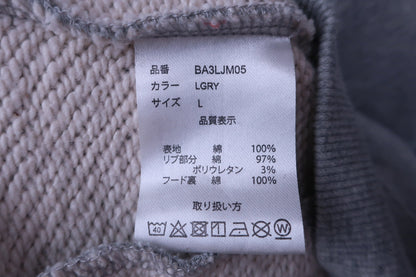 品番 BA3LJM05
カラー LGRY
サイズ L
品質表示
表地 綿 100%
リブ部分 綿 97%
ポリウレタン 3%
フード裏 綿 100%
取り扱い方
40 W